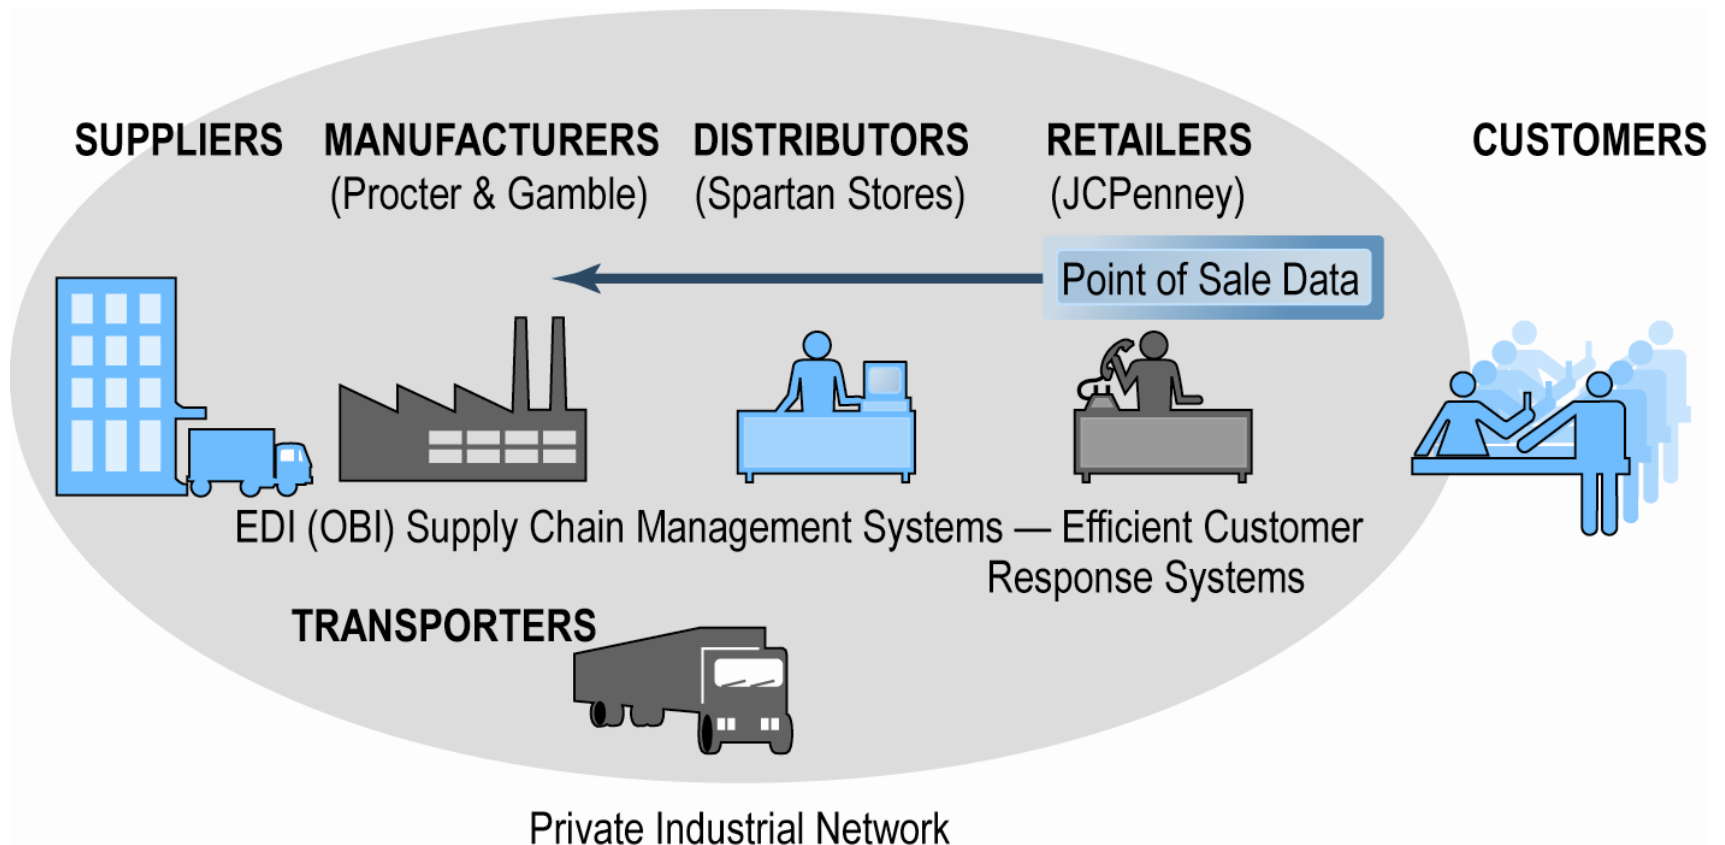 SUPPLIERS MANUFACTURERS DISTRIBUTORS RETAILERS CUSTOMERS
(Procter & Gamble) (Spartan Stores) (JCPenney)
Point of Sale Data
EDI (OBI) Supply Chain Management Systems — Efficient Customer
Response Systems
TRANSPORTERS
Private Industrial Network